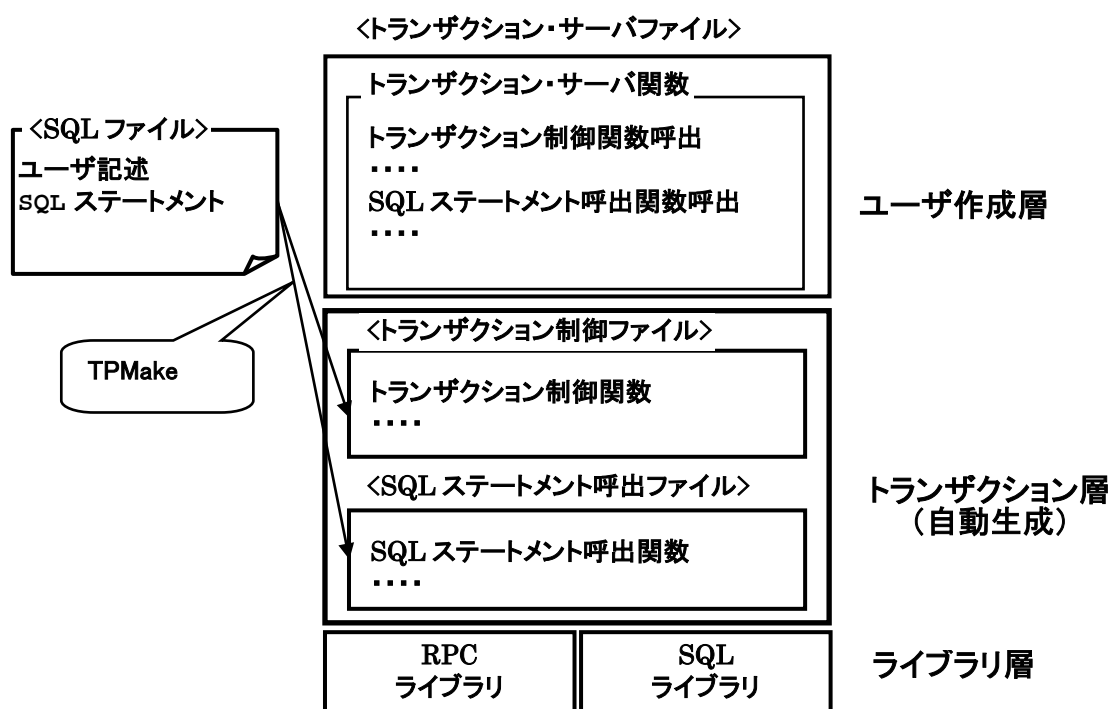 <トランザクション・サーバファイル>
トランザクション・サーバ関数
<SQL ファイル>
ユーザ記述
SQL ステートメント
トランザクション制御関数呼出
・・・・
SQL ステートメント呼出関数呼出
・・・・
ユーザ作成層
<トランザクション制御ファイル>
TPMake
トランザクション制御関数
・・・・
<SQL ステートメント呼出ファイル>
トランザクション層
（自動生成）
SQL ステートメント呼出関数
・・・・
RPC
ライブラリ
SQL
ライブラリ
ライブラリ層